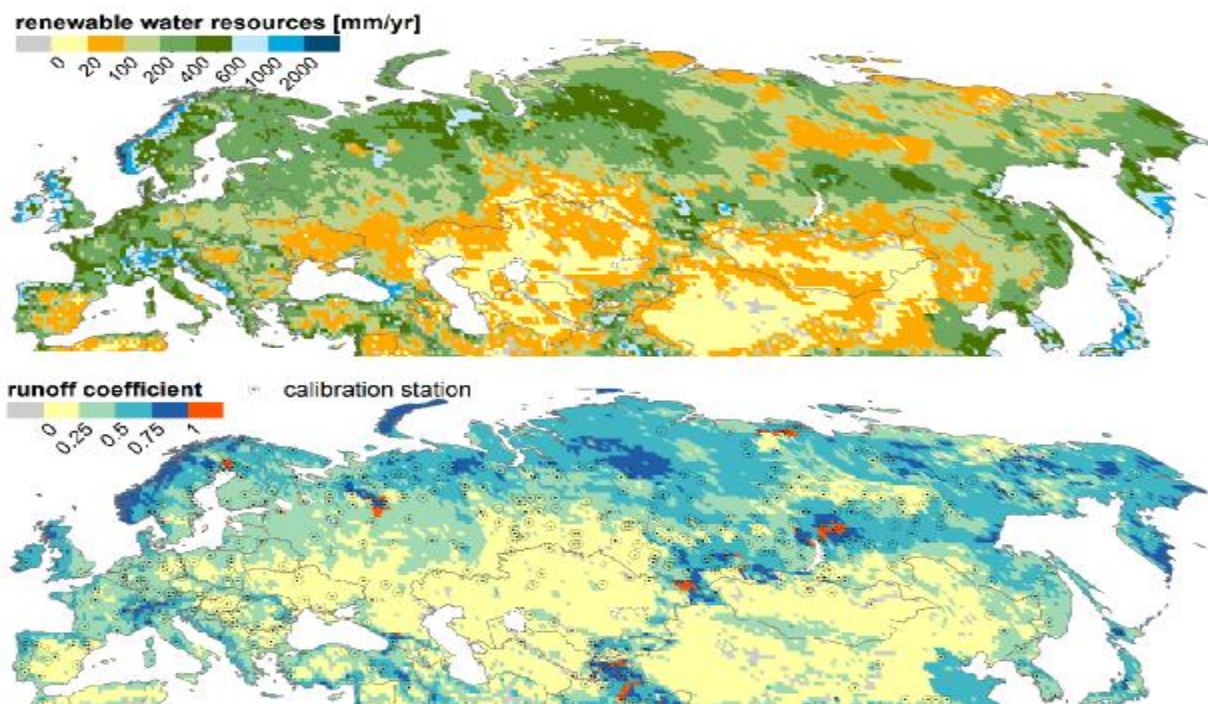 renewable water resources [mm/yr]
0 20 100 200 400 600 1000 2000
runoff coefficient calibration station
0 0.25 0.5 0.75 1